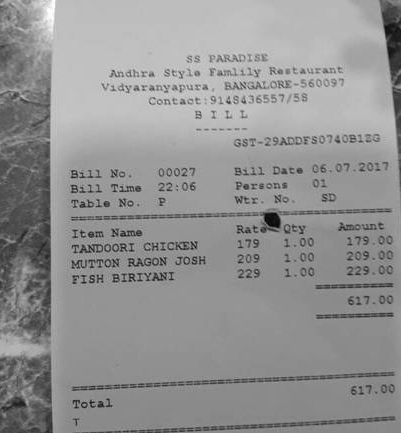 SS PARADISE
Andhra Style Famlily Restaurant
Vidyaranyapura, BANGALORE-560097
Contact:9148436557/58
B I L L
-------
GST-29ADDFS0740B1ZG
Bill No. 00027 Bill Date 06.07.2017
Bill Time 22:06 Persons 01
Table No. P Wtr. No. SD
Item Name Rate Qty Amount
TANDOORI CHICKEN 179 1.00 179.00
MUTTON RAGON JOSH 209 1.00 209.00
FISH BIRIYANI 229 1.00 229.00
617.00
Total 617.00
T